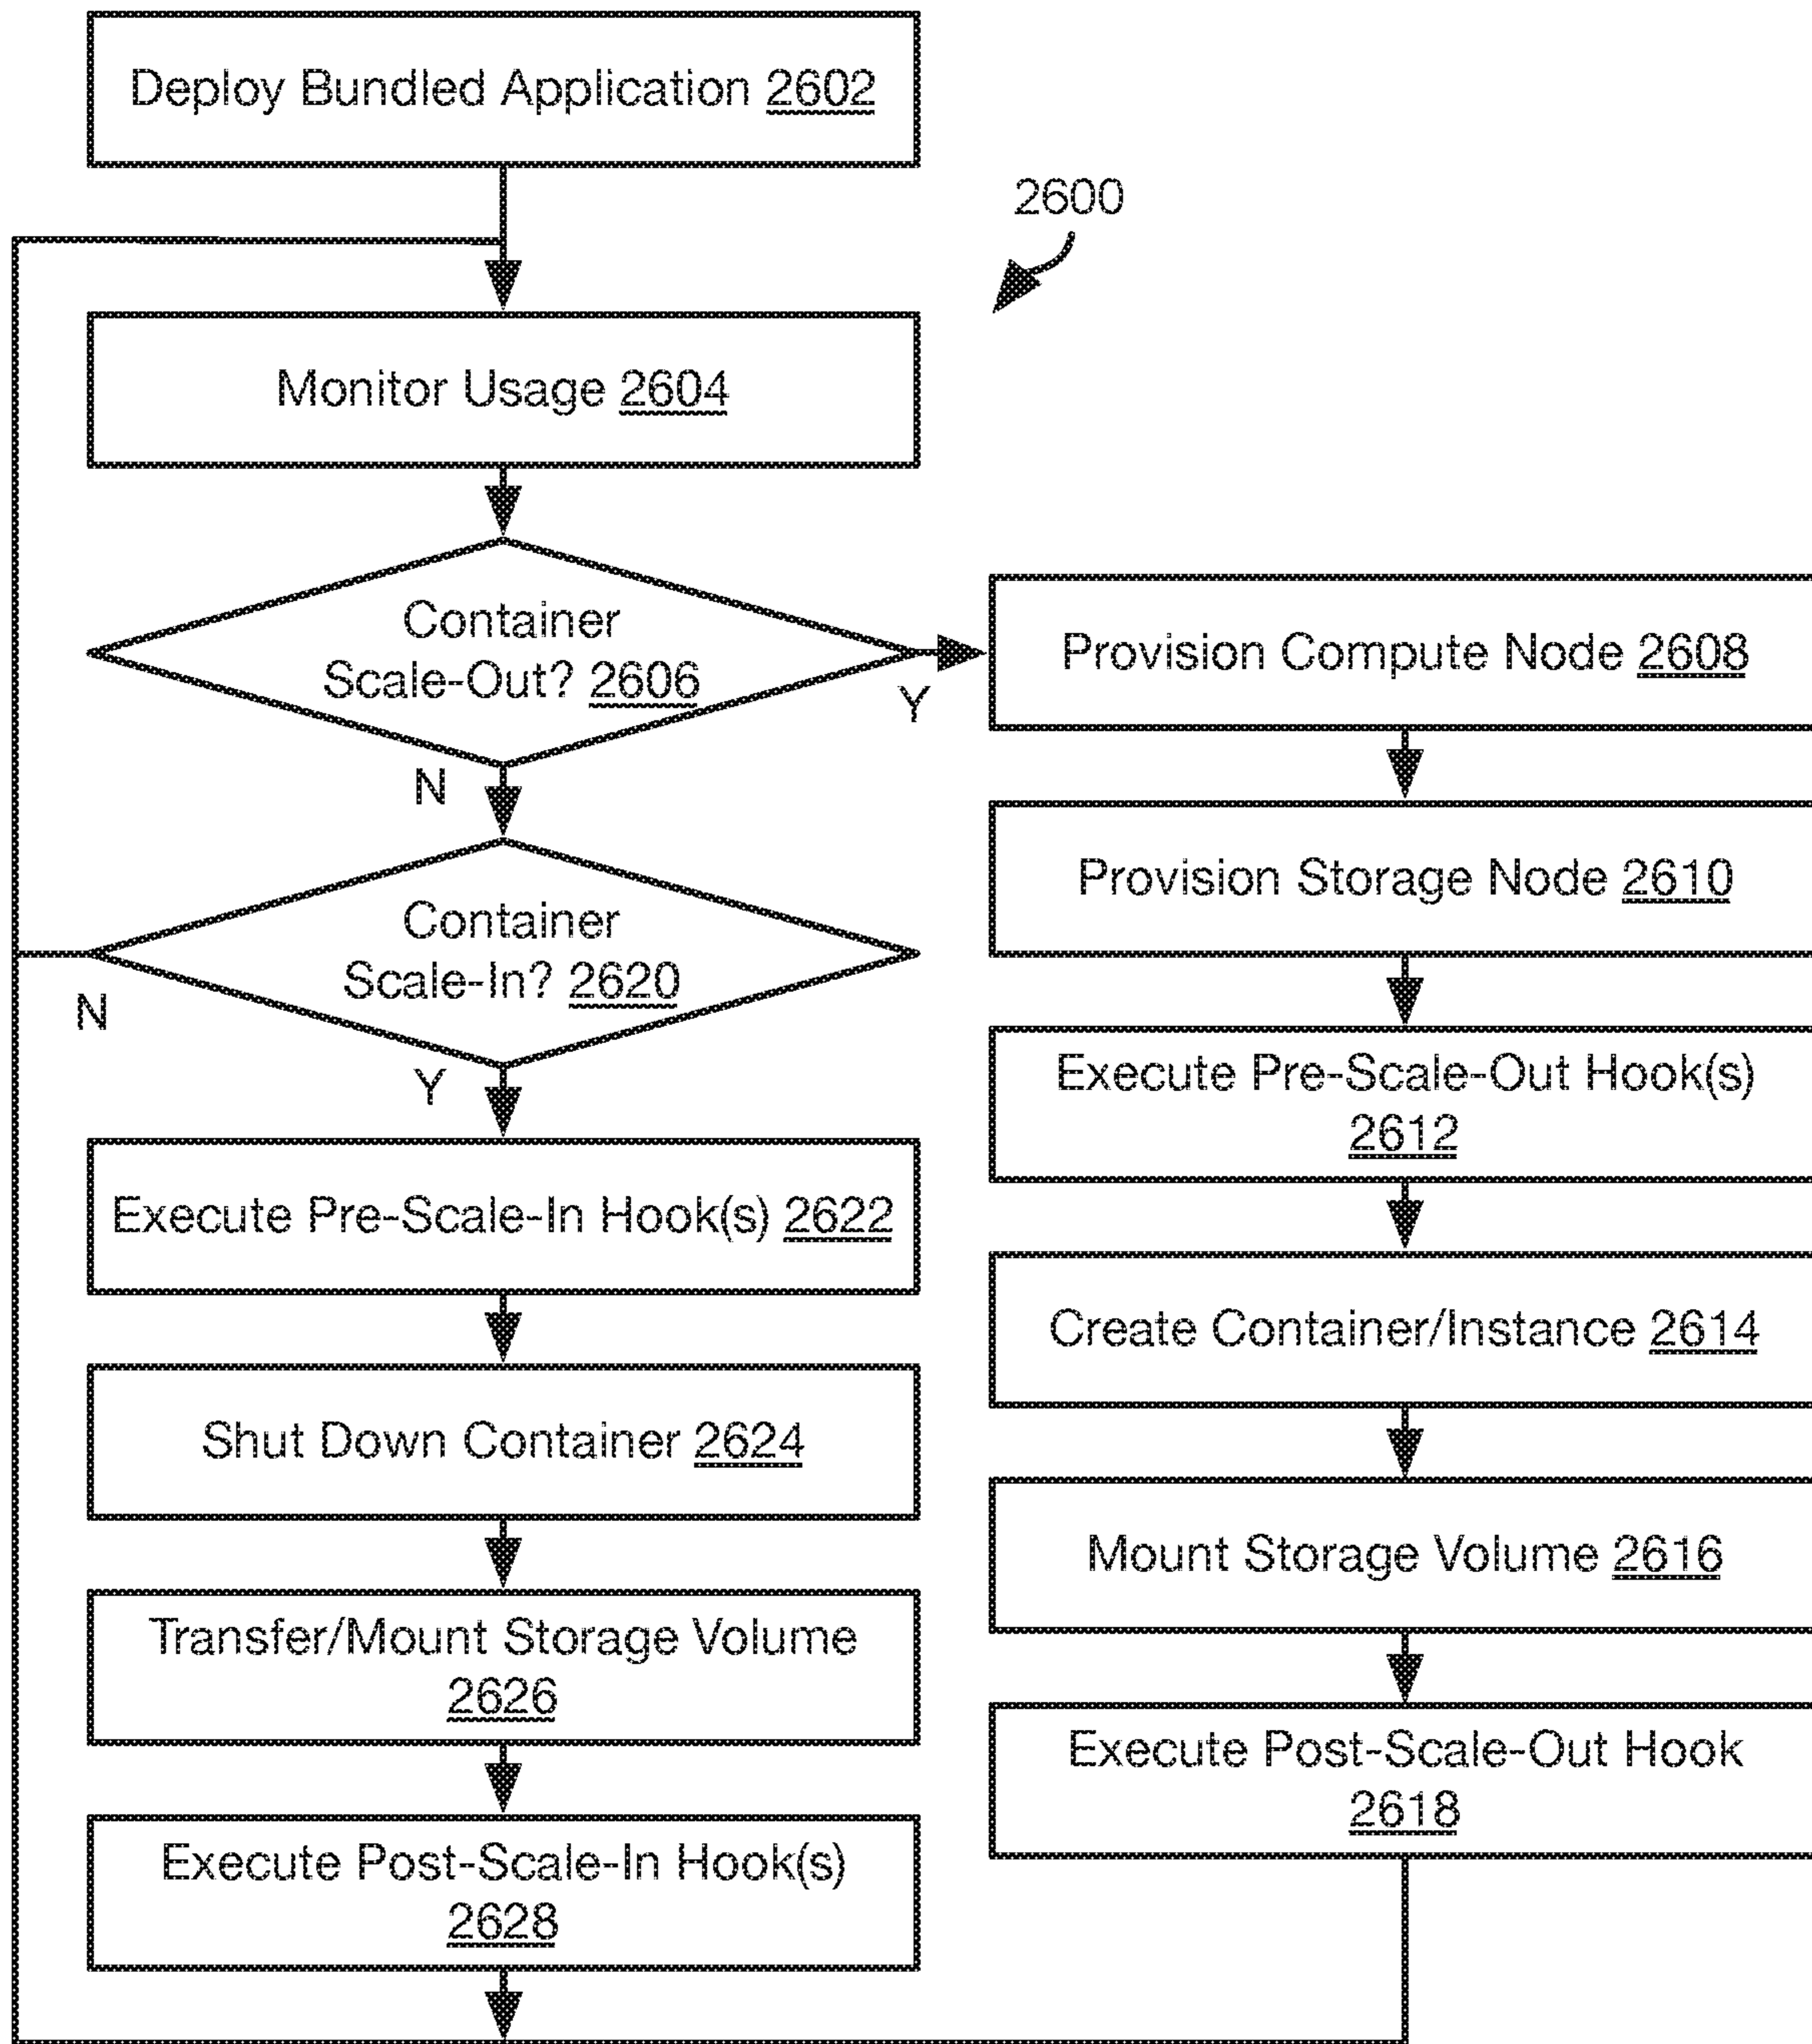 Deploy Bundled Application 2602
2600
Monitor Usage 2604
Container
Scale-Out? 2606
Y
N
Container
Scale-In? 2620
N
Y
Execute Pre-Scale-In Hook(s) 2622
Shut Down Container 2624
Transfer/Mount Storage Volume
2626
Execute Post-Scale-In Hook(s)
2628
Provision Compute Node 2608
Provision Storage Node 2610
Execute Pre-Scale-Out Hook(s)
2612
Create Container/Instance 2614
Mount Storage Volume 2616
Execute Post-Scale-Out Hook
2618